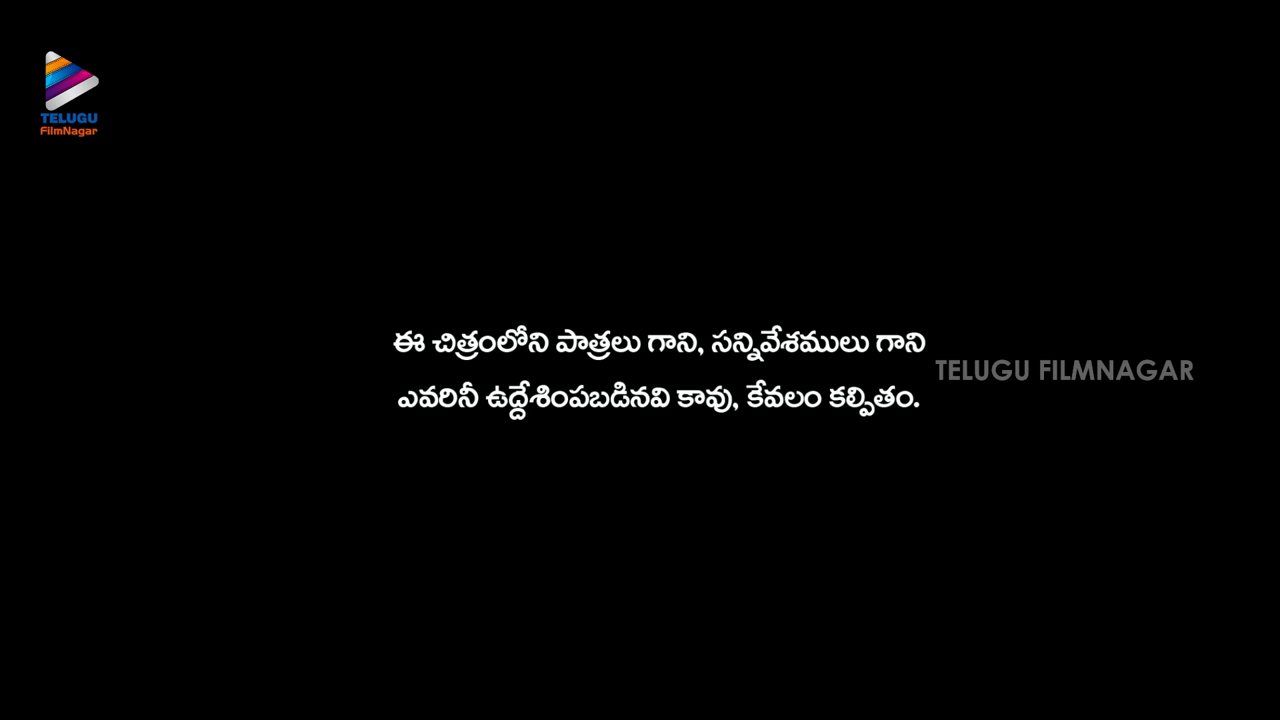 TELUGU
FilmNagar
ఈ చిత్రంలోని పాత్రలు గాని, సన్నివేశములు గాని
TELUGU FILMNAGAR
ఎవరినీ ఉద్దేశింపబడినవి కావు, కేవలం కల్పితం.